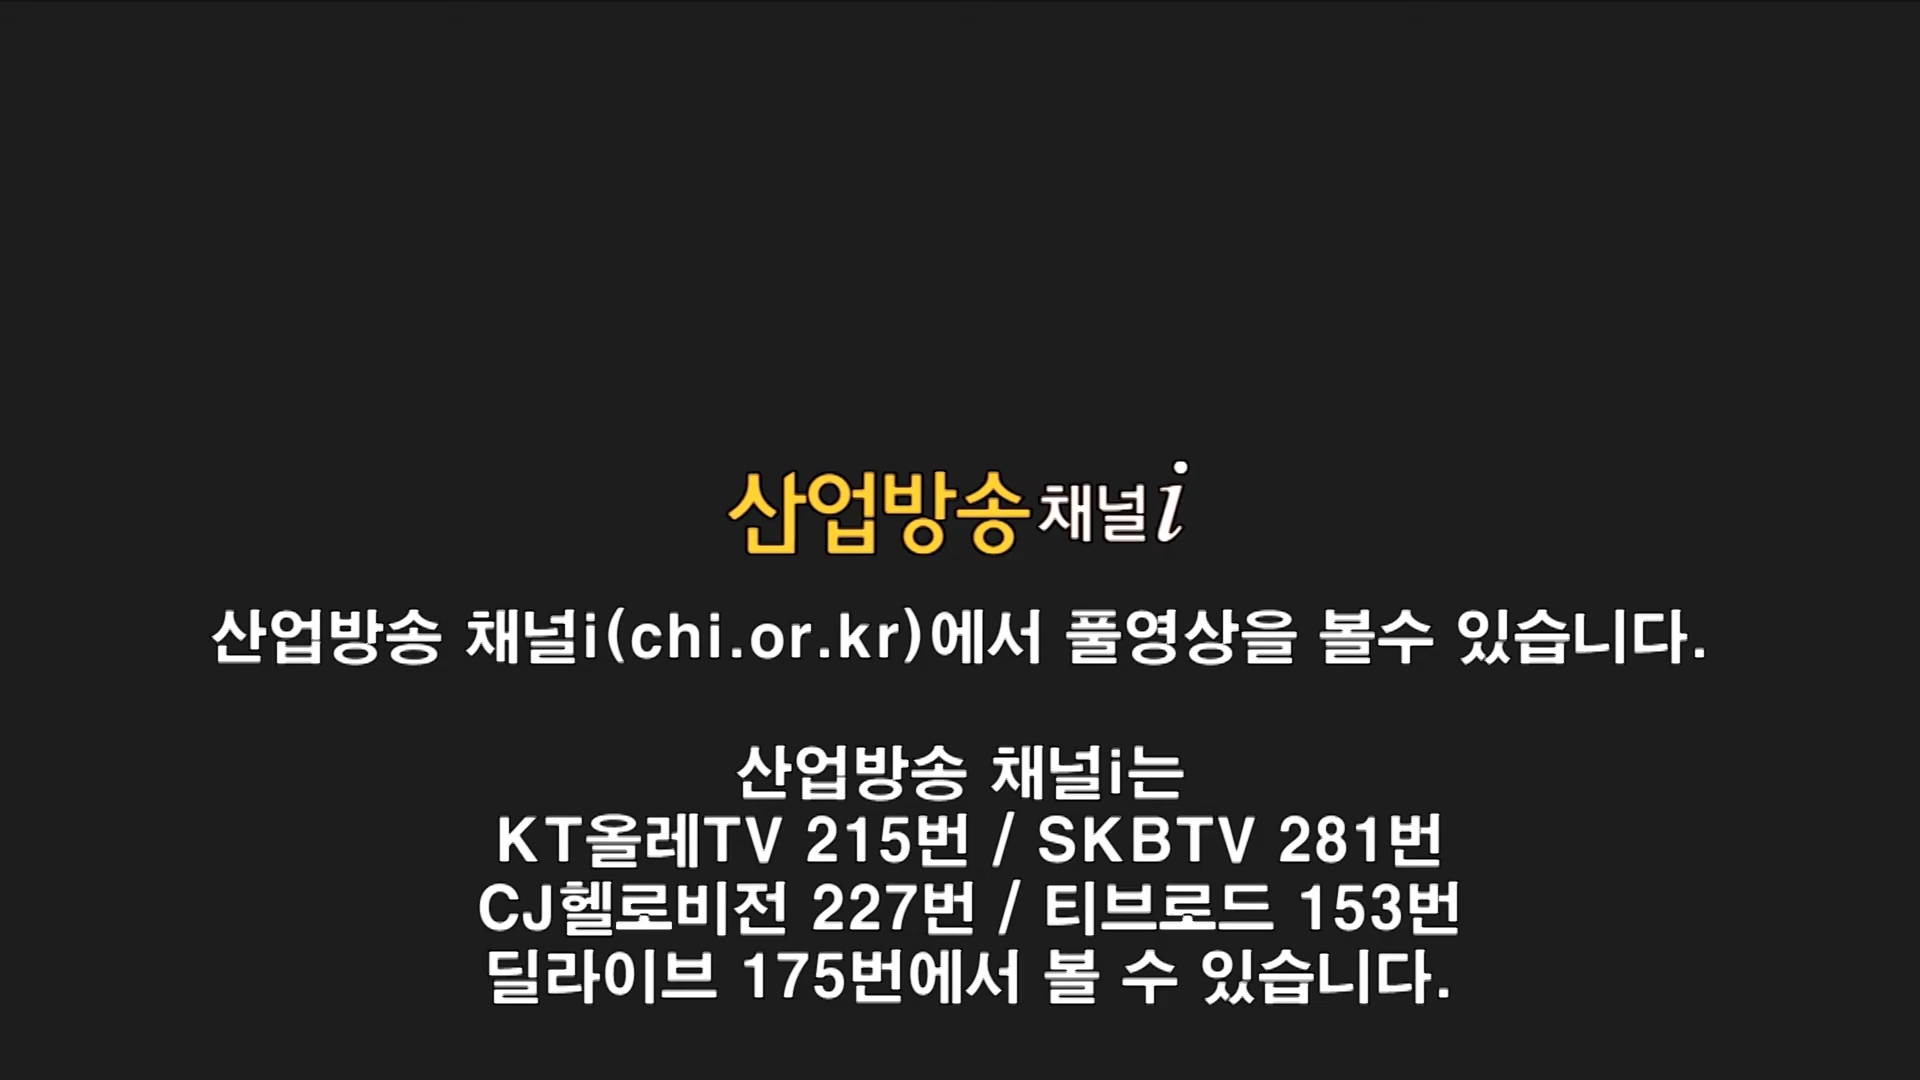 산업방송 채널i
산업방송 채널i(chi.or.kr)에서 풀영상을 볼수 있습니다.
산업방송 채널i는
KT올레TV 215번 / SKBTV 281번
CJ헬로비전 227번 / 티브로드 153번
딜라이브 175번에서 볼 수 있습니다.